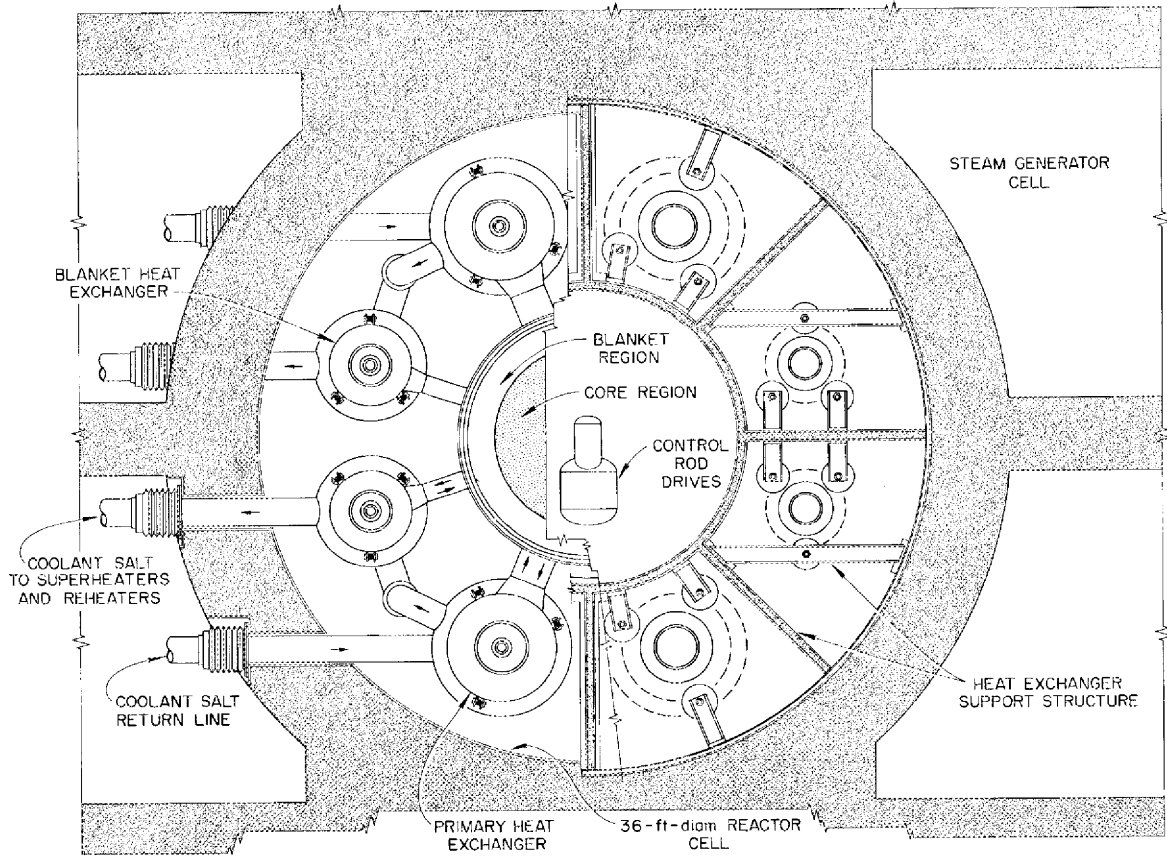 STEAM GENERATOR
CELL
BLANKET HEAT
EXCHANGER
BLANKET
REGION
CORE REGION
CONTROL
ROD
DRIVES
COOLANT SALT
TO SUPERHEATERS
AND REHEATERS
COOLANT SALT
RETURN LINE
HEAT EXCHANGER
SUPPORT STRUCTURE
PRIMARY HEAT
EXCHANGER
36-ft-diam REACTOR
CELL